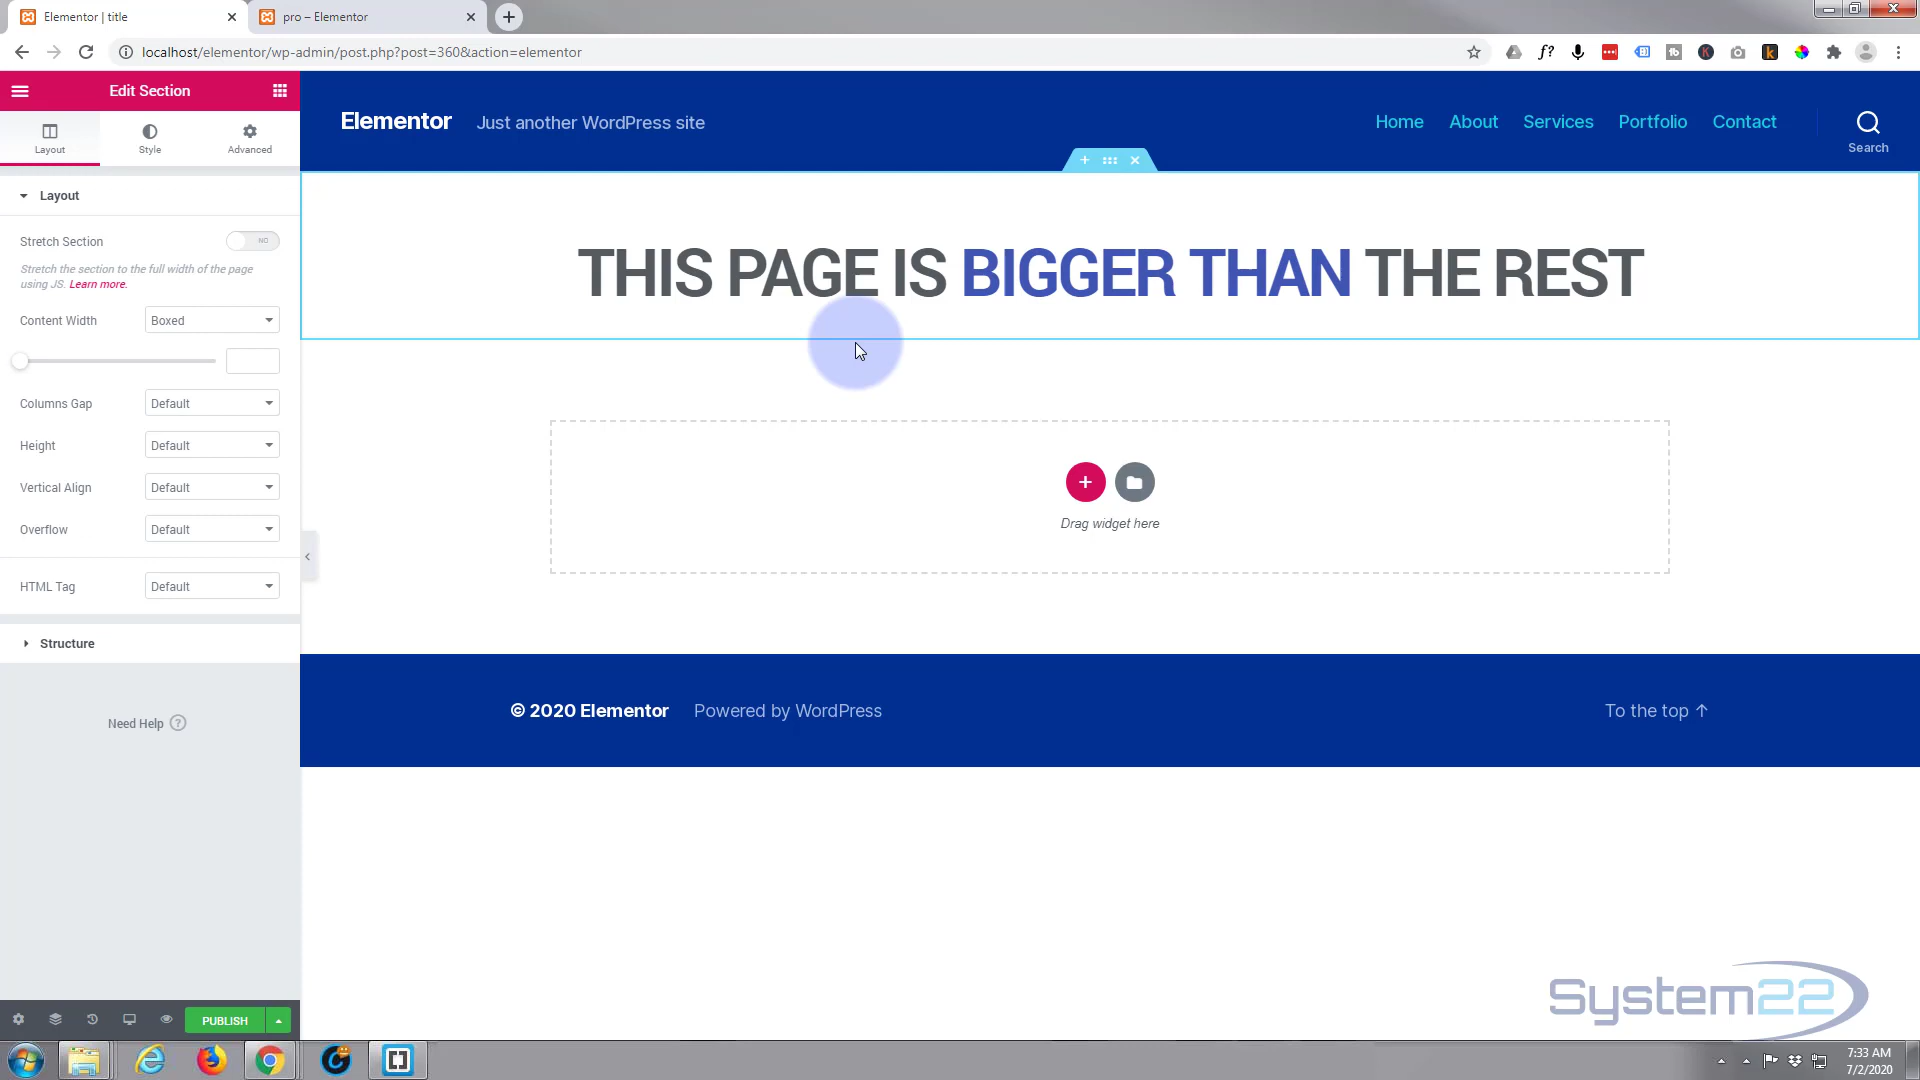 Elementor | title
pro – Elementor
localhost/elementor/wp-admin/post.php?post=360&action=elementor
Edit Section
Layout
Style
Advanced
Elementor
Just another WordPress site
Home
About
Services
Portfolio
Contact
Search
Layout
Stretch Section
NO
Stretch the section to the full width of the page
using JS. Learn more.
Content Width
Boxed
Columns Gap
Default
Height
Default
Vertical Align
Default
Overflow
Default
HTML Tag
Default
Structure
Need Help
THIS PAGE IS BIGGER THAN THE REST
Drag widget here
© 2020 Elementor
Powered by WordPress
To the top ↑
PUBLISH
System22
7:33 AM
7/2/2020